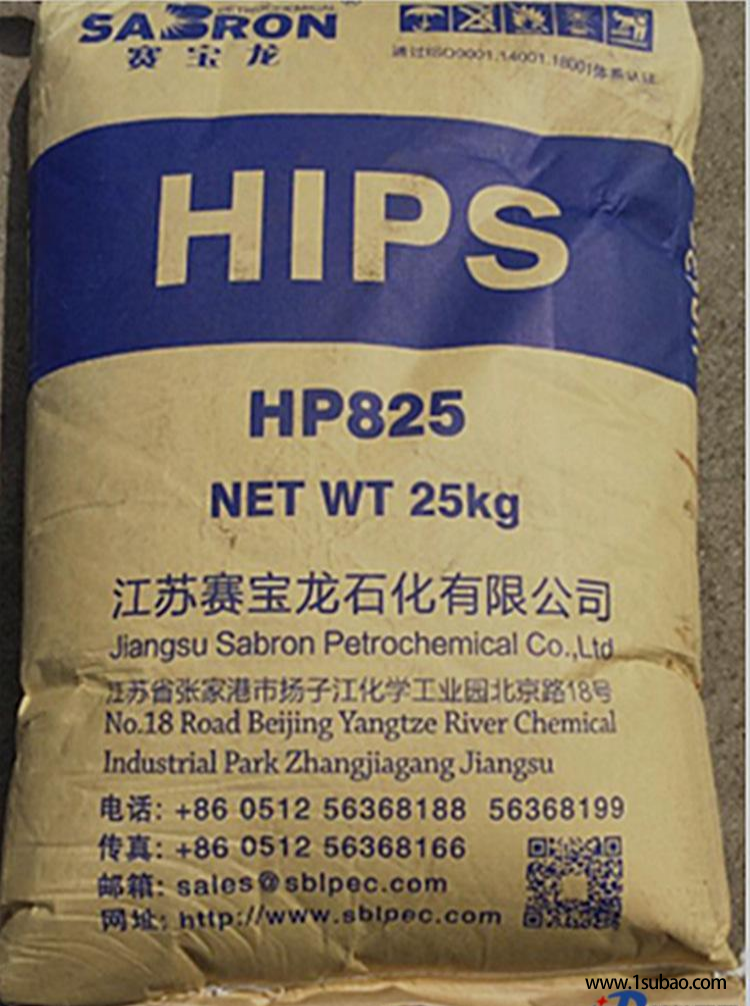 SABRON
赛宝龙
通过ISO9001.14001.18001体系认证
HIPS
HP825
NET WT 25kg
江苏赛宝龙石化有限公司
Jiangsu Sabron Petrochemical Co.,Ltd
江苏省张家港市扬子江化学工业园北京路18号
No.18 Road Beijing Yangtze River Chemical
Industrial Park Zhangjiagang Jiangsu
电话: +86 0512 56368188 56368199
传真: +86 0512 56368166
邮箱: sales@sblpec.com
网址: http://www.sblpec.com
www.1subao.com